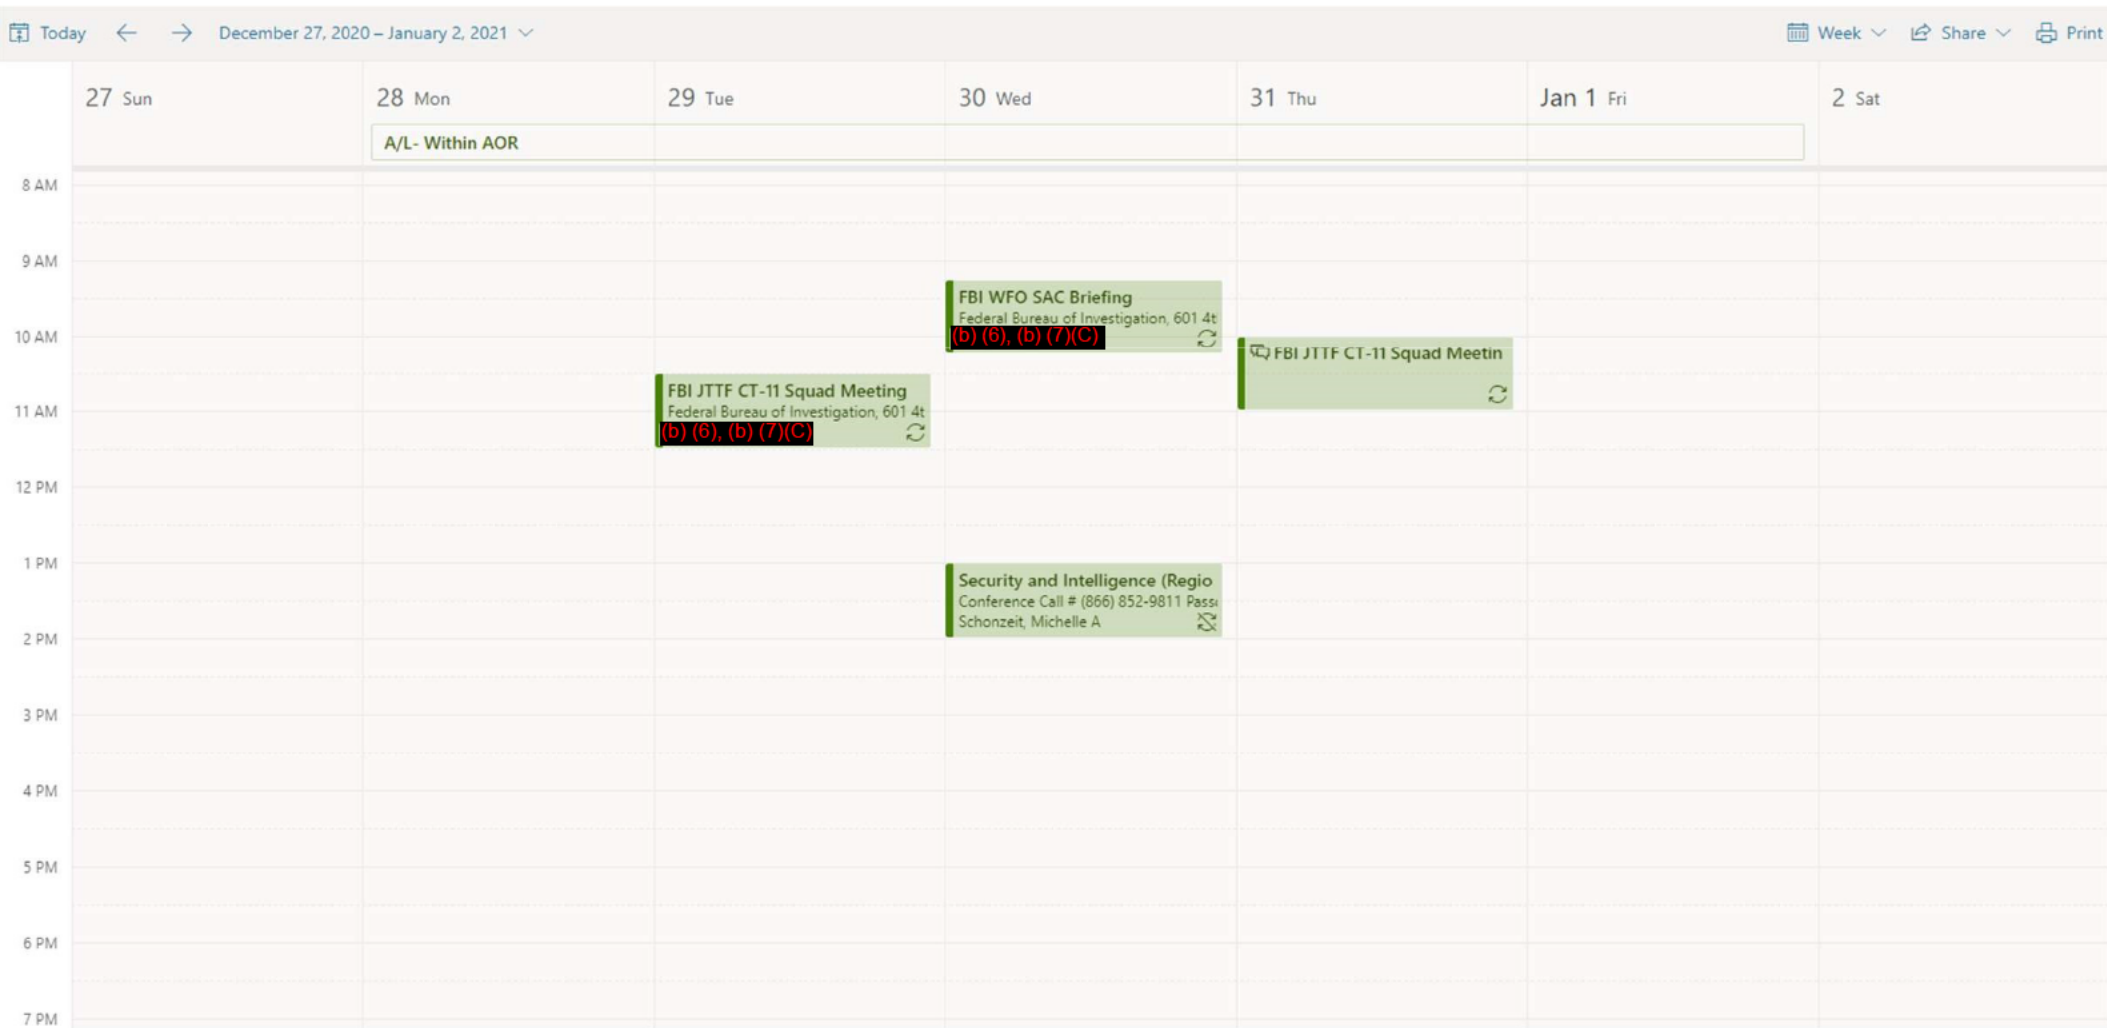 Today December 27, 2020 – January 2, 2021 Week Share Print
27 Sun 28 Mon 29 Tue 30 Wed 31 Thu Jan 1 Fri 2 Sat
A/L- Within AOR
8 AM
9 AM
FBI WFO SAC Briefing
Federal Bureau of Investigation, 601 4t
(b) (6), (b) (7)(C)
10 AM
FBI JTTF CT-11 Squad Meetin
FBI JTTF CT-11 Squad Meeting
Federal Bureau of Investigation, 601 4t
(b) (6), (b) (7)(C)
11 AM
12 PM
1 PM
Security and Intelligence (Regio
Conference Call # (866) 852-9811 Pass
Schonzeit, Michelle A
2 PM
3 PM
4 PM
5 PM
6 PM
7 PM